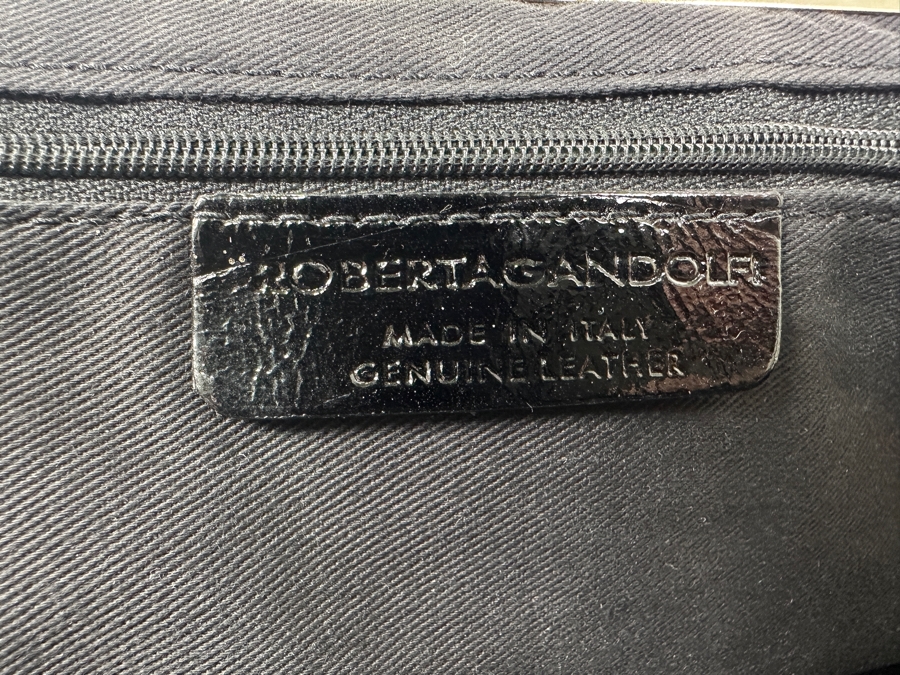 ROBERTAGANDOLFI
MADE IN ITALY
GENUINE LEATHER